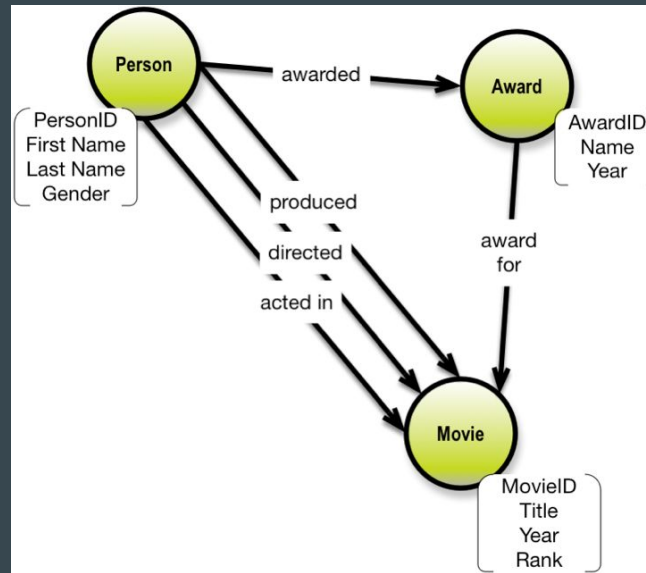 Person
awarded
Award
PersonID
First Name
Last Name
Gender
AwardID
Name
Year
produced
directed
acted in
award
for
Movie
MovieID
Title
Year
Rank